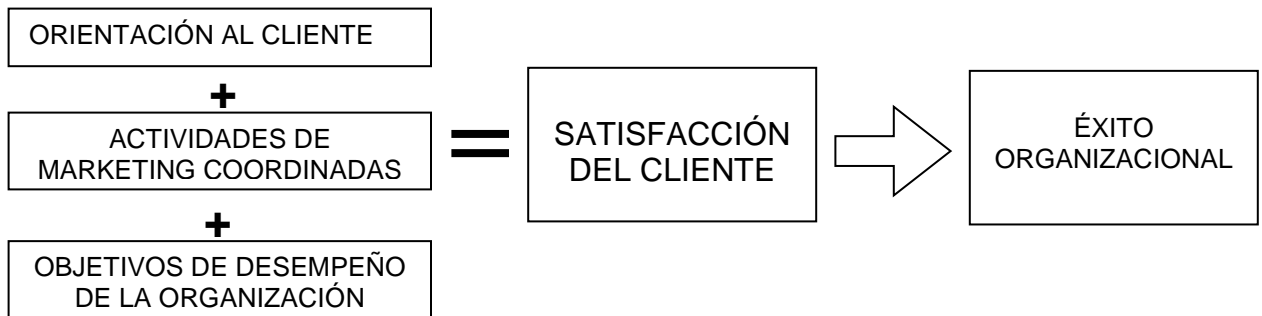 ORIENTACIÓN AL CLIENTE
+
ACTIVIDADES DE
MARKETING COORDINADAS
+
OBJETIVOS DE DESEMPEÑO
DE LA ORGANIZACIÓN
=
SATISFACCIÓN
DEL CLIENTE
ÉXITO
ORGANIZACIONAL